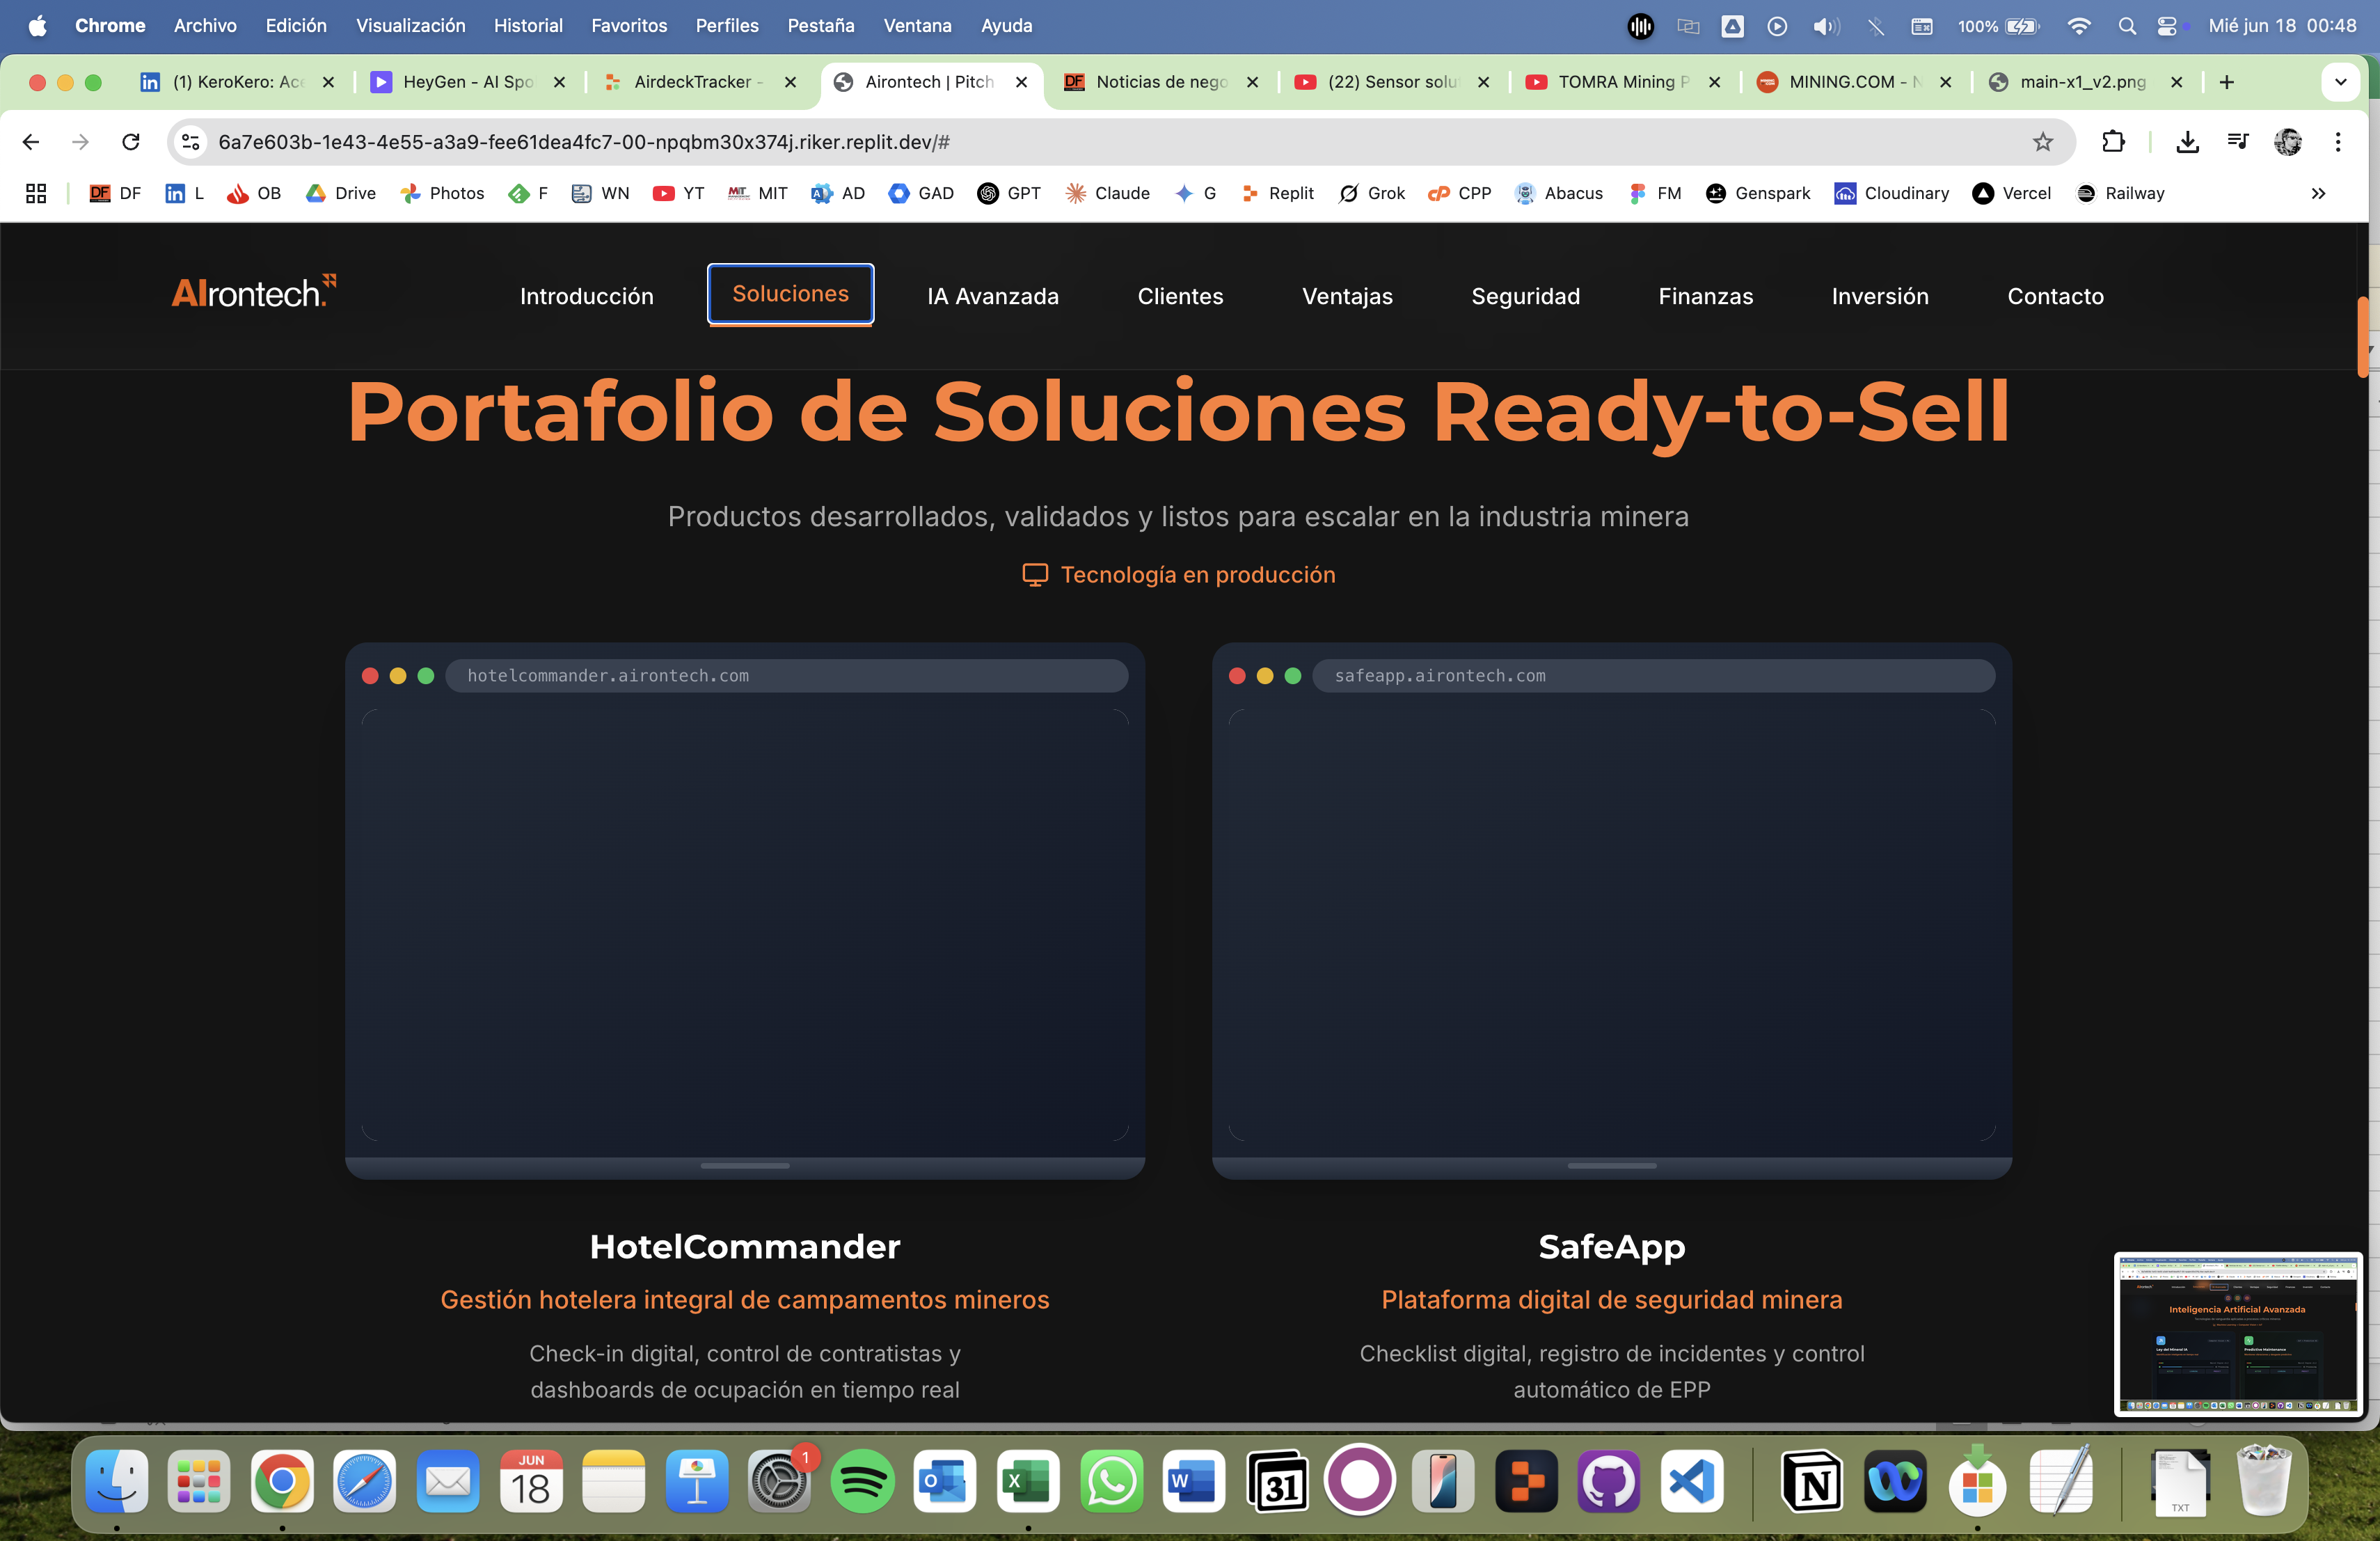 Chrome Archivo Edición Visualización Historial Favoritos Perfiles Pestaña Ventana Ayuda 100% Mié jun 18 00:48
(1) KeroKero: Ace HeyGen - AI Spo AirdeckTracker - Airontech | Pitch Noticias de nego (22) Sensor solut TOMRA Mining P MINING.COM - N main-x1_v2.png
6a7e603b-1e43-4e55-a3a9-fee61dea4fc7-00-npqbm30x374j.riker.replit.dev/#
DF L OB Drive Photos F WN YT MIT AD GAD GPT Claude G Replit Grok CPP Abacus FM Genspark Cloudinary Vercel Railway
AIrontech. Introducción Soluciones IA Avanzada Clientes Ventajas Seguridad Finanzas Inversión Contacto
Portafolio de Soluciones Ready-to-Sell
Productos desarrollados, validados y listos para escalar en la industria minera
Tecnología en producción
hotelcommander.airontech.com
safeapp.airontech.com
HotelCommander
Gestión hotelera integral de campamentos mineros
Check-in digital, control de contratistas y
dashboards de ocupación en tiempo real
SafeApp
Plataforma digital de seguridad minera
Checklist digital, registro de incidentes y control
automático de EPP
Inteligencia Artificial Avanzada
JUN
18
1
31
TXT